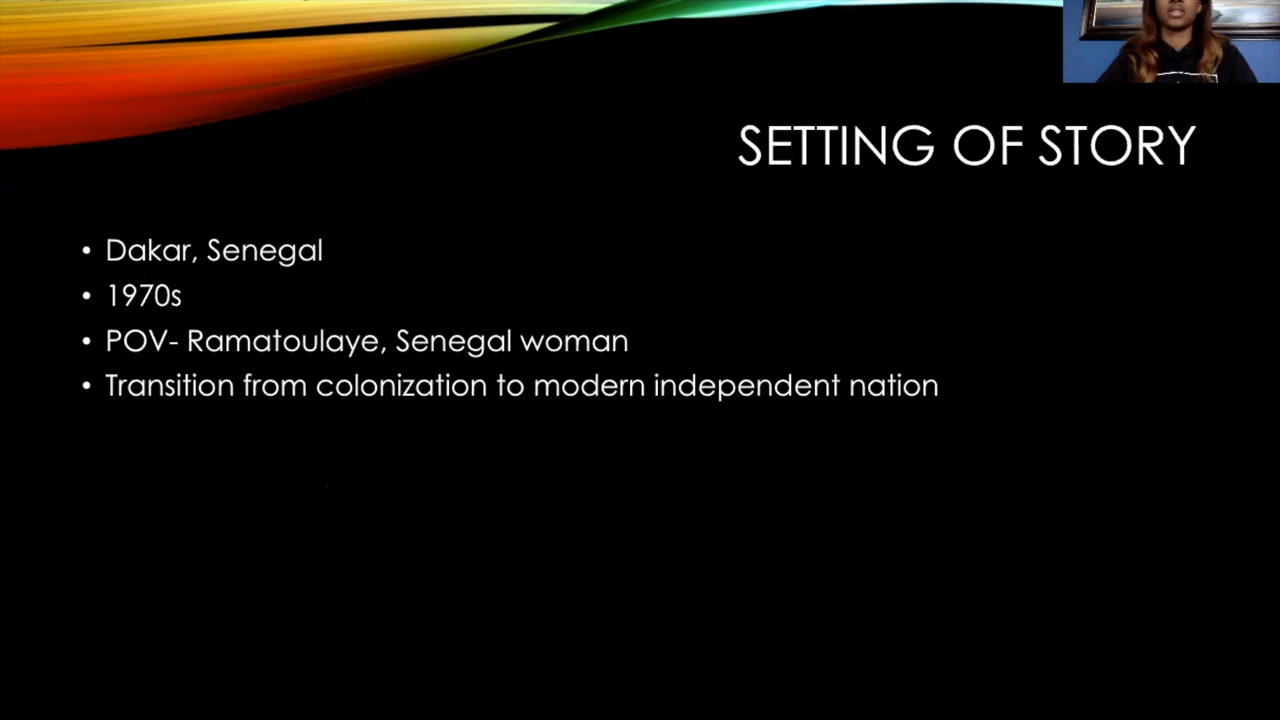 SETTING OF STORY
• Dakar, Senegal
• 1970s
• POV- Ramatoulaye, Senegal woman
• Transition from colonization to modern independent nation